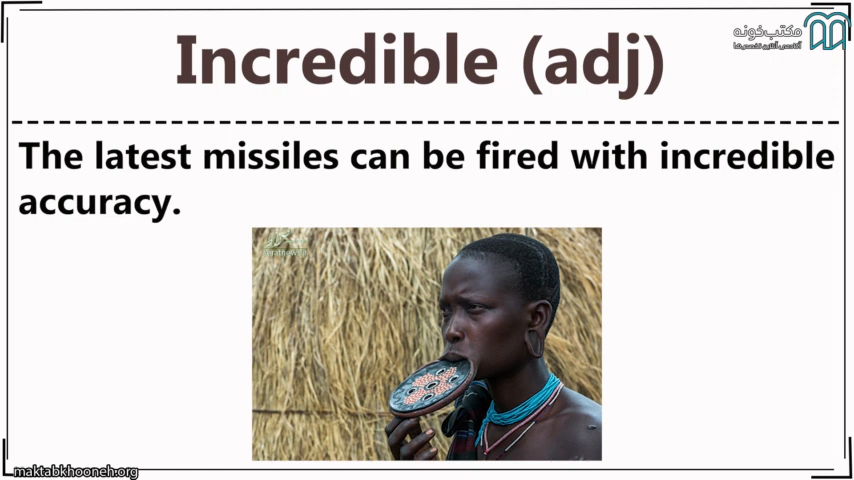 Incredible (adj)
مکتب‌خونه
The latest missiles can be fired with incredible
accuracy.
maktabkhooneh.org